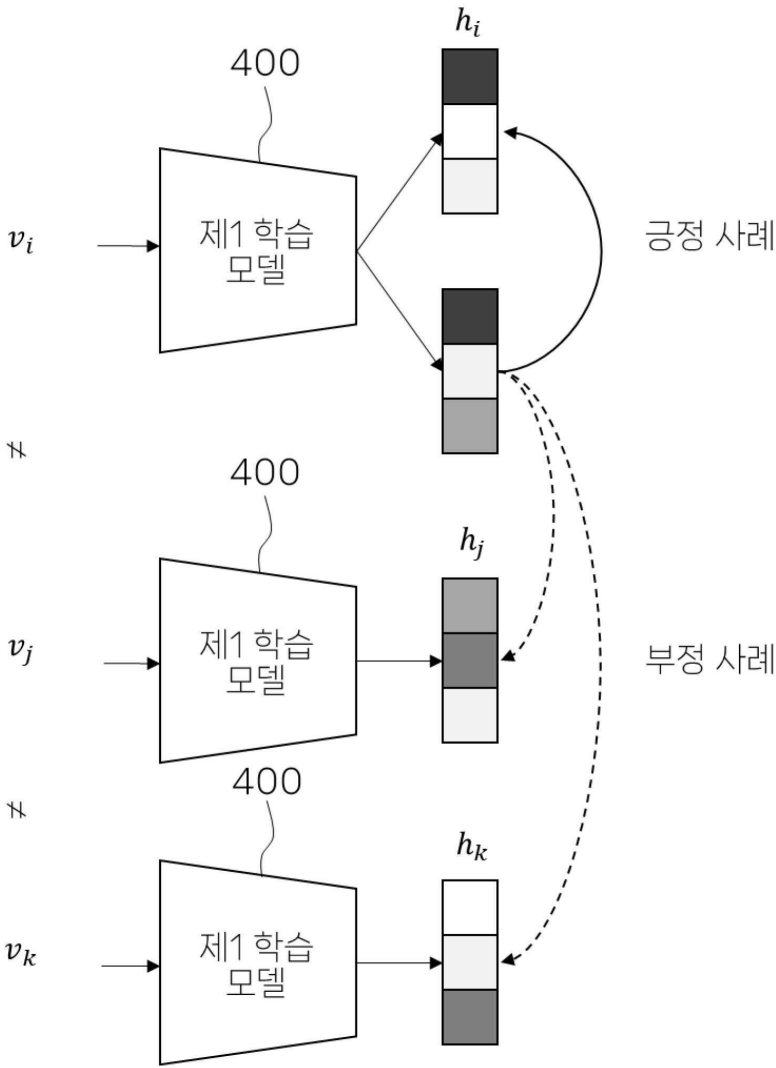 h_i
400
v_i
제1 학습
모델
긍정 사례
≠
400
h_j
v_j
제1 학습
모델
부정 사례
≠
400
h_k
v_k
제1 학습
모델